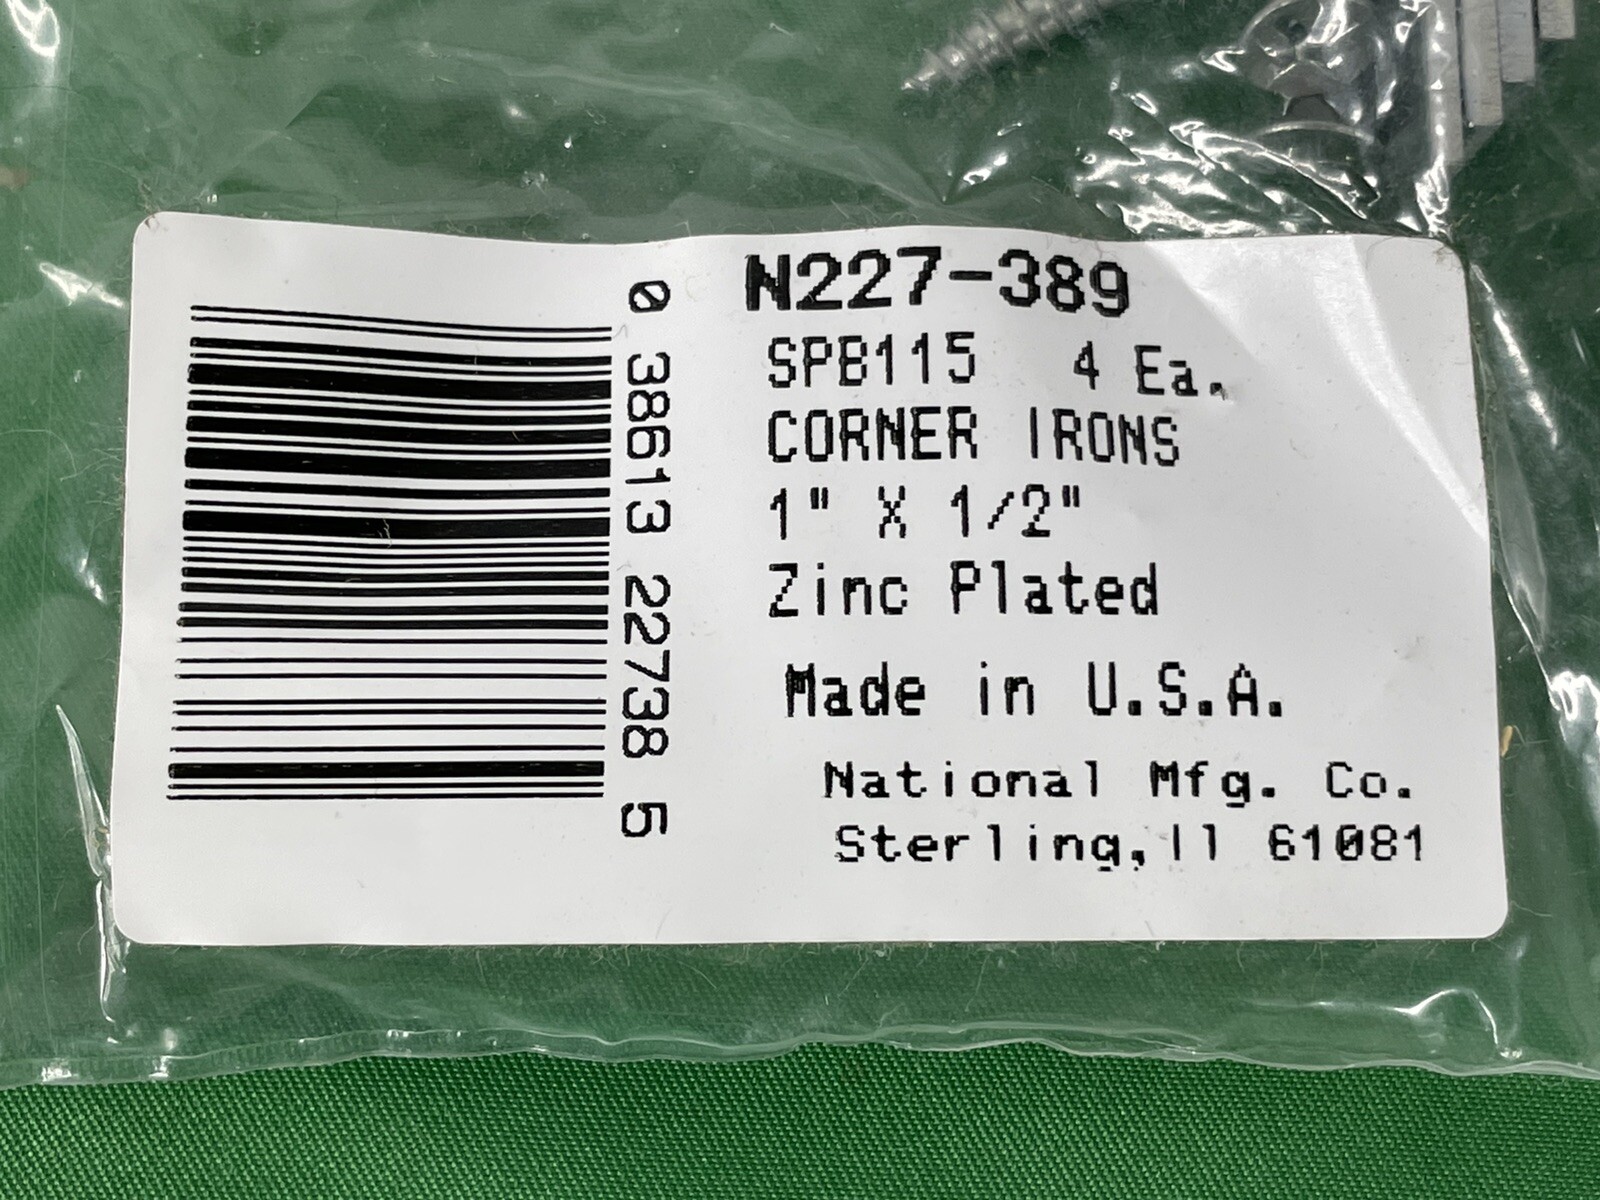 N227-389
SPB115 4 Ea.
CORNER IRONS
1" X 1/2"
Zinc Plated
Made in U.S.A.
National Mfg. Co.
Sterling,Il 61081
0 38613 22738 5